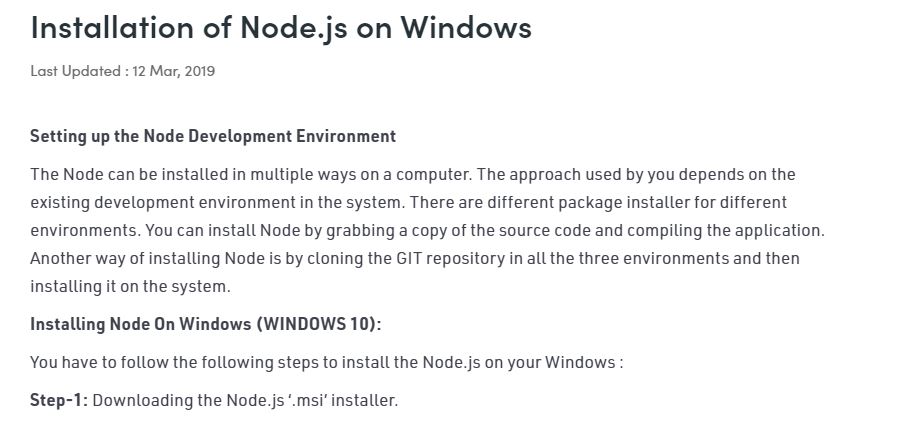 Installation of Node.js on Windows
Last Updated : 12 Mar, 2019
Setting up the Node Development Environment
The Node can be installed in multiple ways on a computer. The approach used by you depends on the
existing development environment in the system. There are different package installer for different
environments. You can install Node by grabbing a copy of the source code and compiling the application.
Another way of installing Node is by cloning the GIT repository in all the three environments and then
installing it on the system.
Installing Node On Windows (WINDOWS 10):
You have to follow the following steps to install the Node.js on your Windows :
Step-1: Downloading the Node.js ‘.msi’ installer.